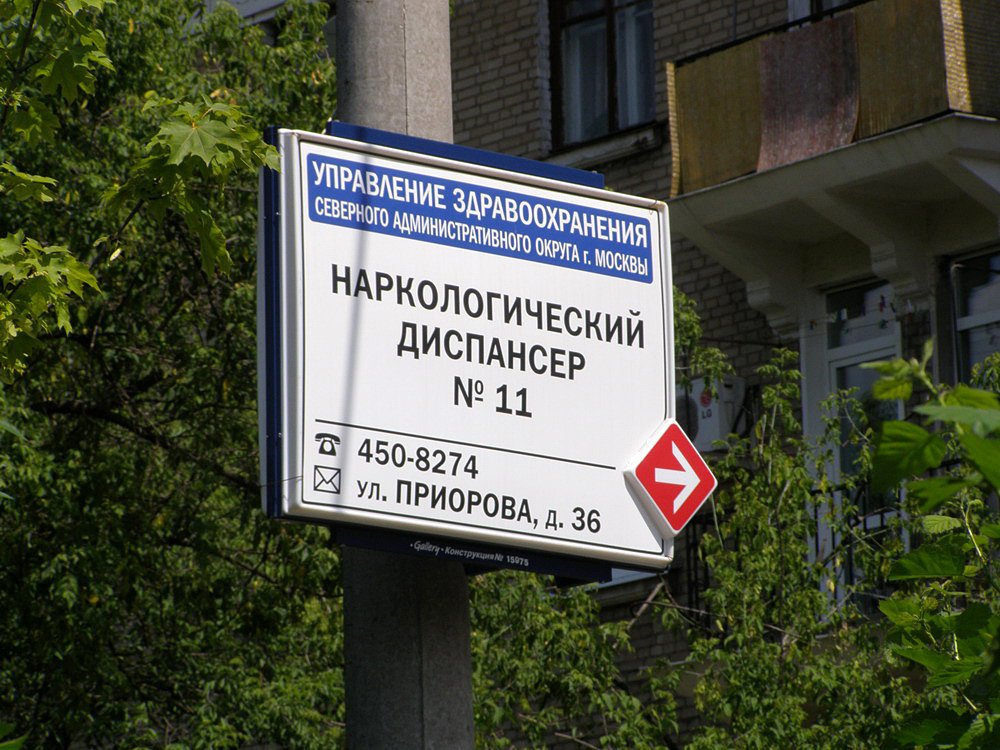 УПРАВЛЕНИЕ ЗДРАВООХРАНЕНИЯ
СЕВЕРНОГО АДМИНИСТРАТИВНОГО ОКРУГА г. МОСКВЫ
НАРКОЛОГИЧЕСКИЙ
ДИСПАНСЕР
№ 11
450-8274
ул. ПРИОРОВА, д. 36
• Gallery • Конструкция № 15975
LG